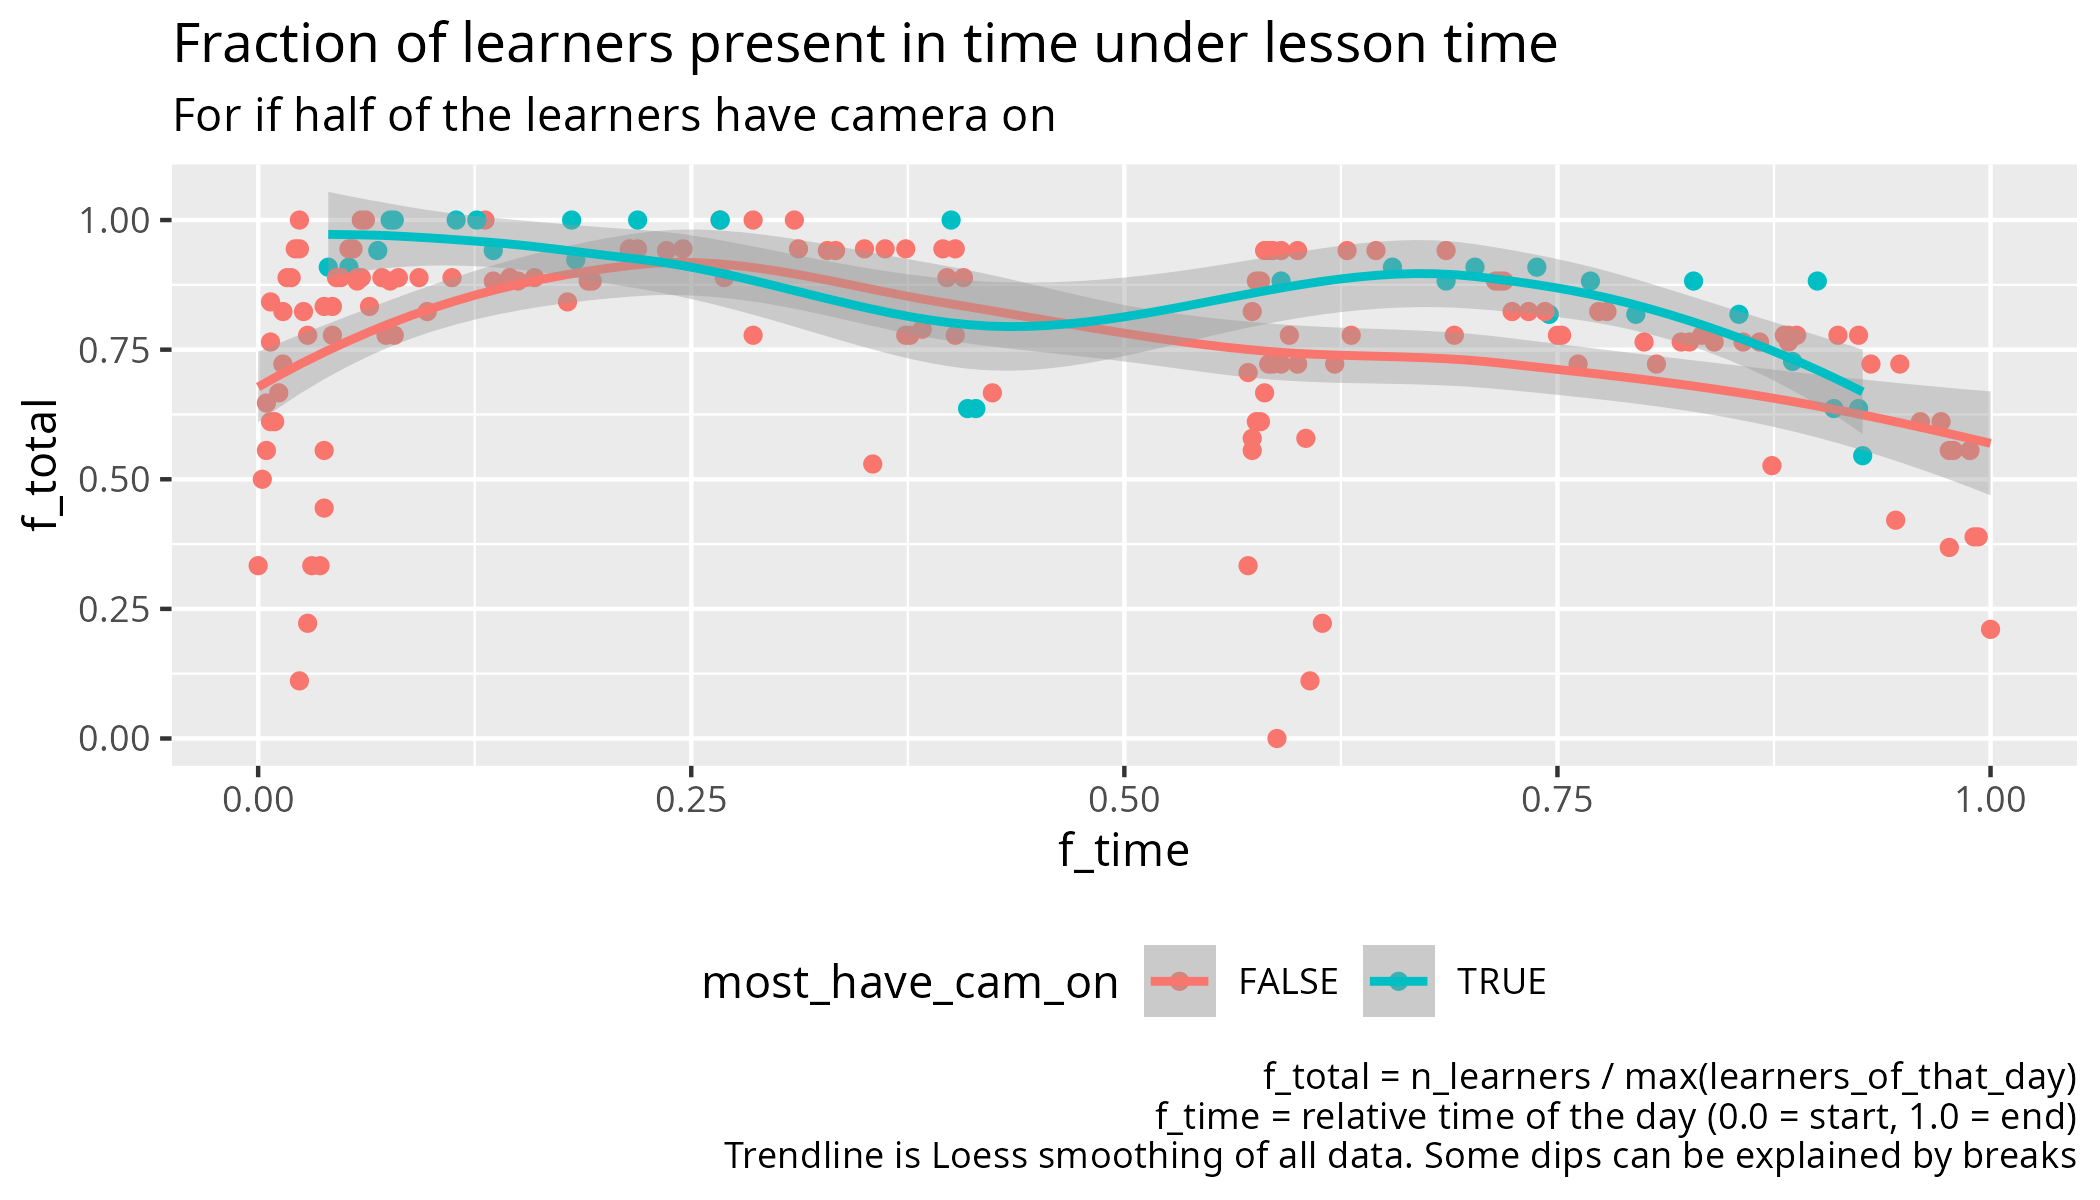 Fraction of learners present in time under lesson time
For if half of the learners have camera on
f_total
1.00
0.75
0.50
0.25
0.00
0.00 0.25 0.50 0.75 1.00
f_time
most_have_cam_on FALSE TRUE
f_total = n_learners / max(learners_of_that_day)
f_time = relative time of the day (0.0 = start, 1.0 = end)
Trendline is Loess smoothing of all data. Some dips can be explained by breaks